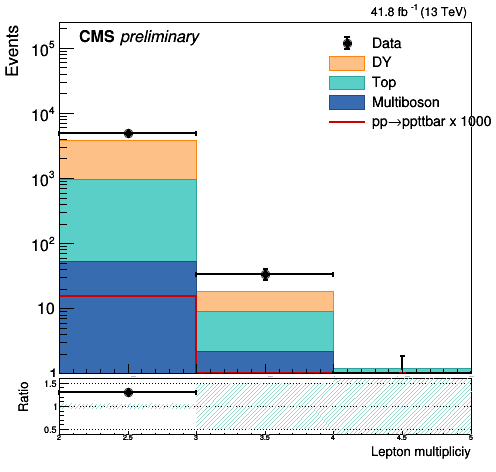 41.8 fb⁻¹ (13 TeV)
CMS preliminary
Events
Data
DY
Top
Multiboson
pp→ppttbar x 1000
10⁵
10⁴
10³
10²
10
1
Ratio
1.5
1
0.5
2 2.5 3 3.5 4 4.5 5
Lepton multipliciy